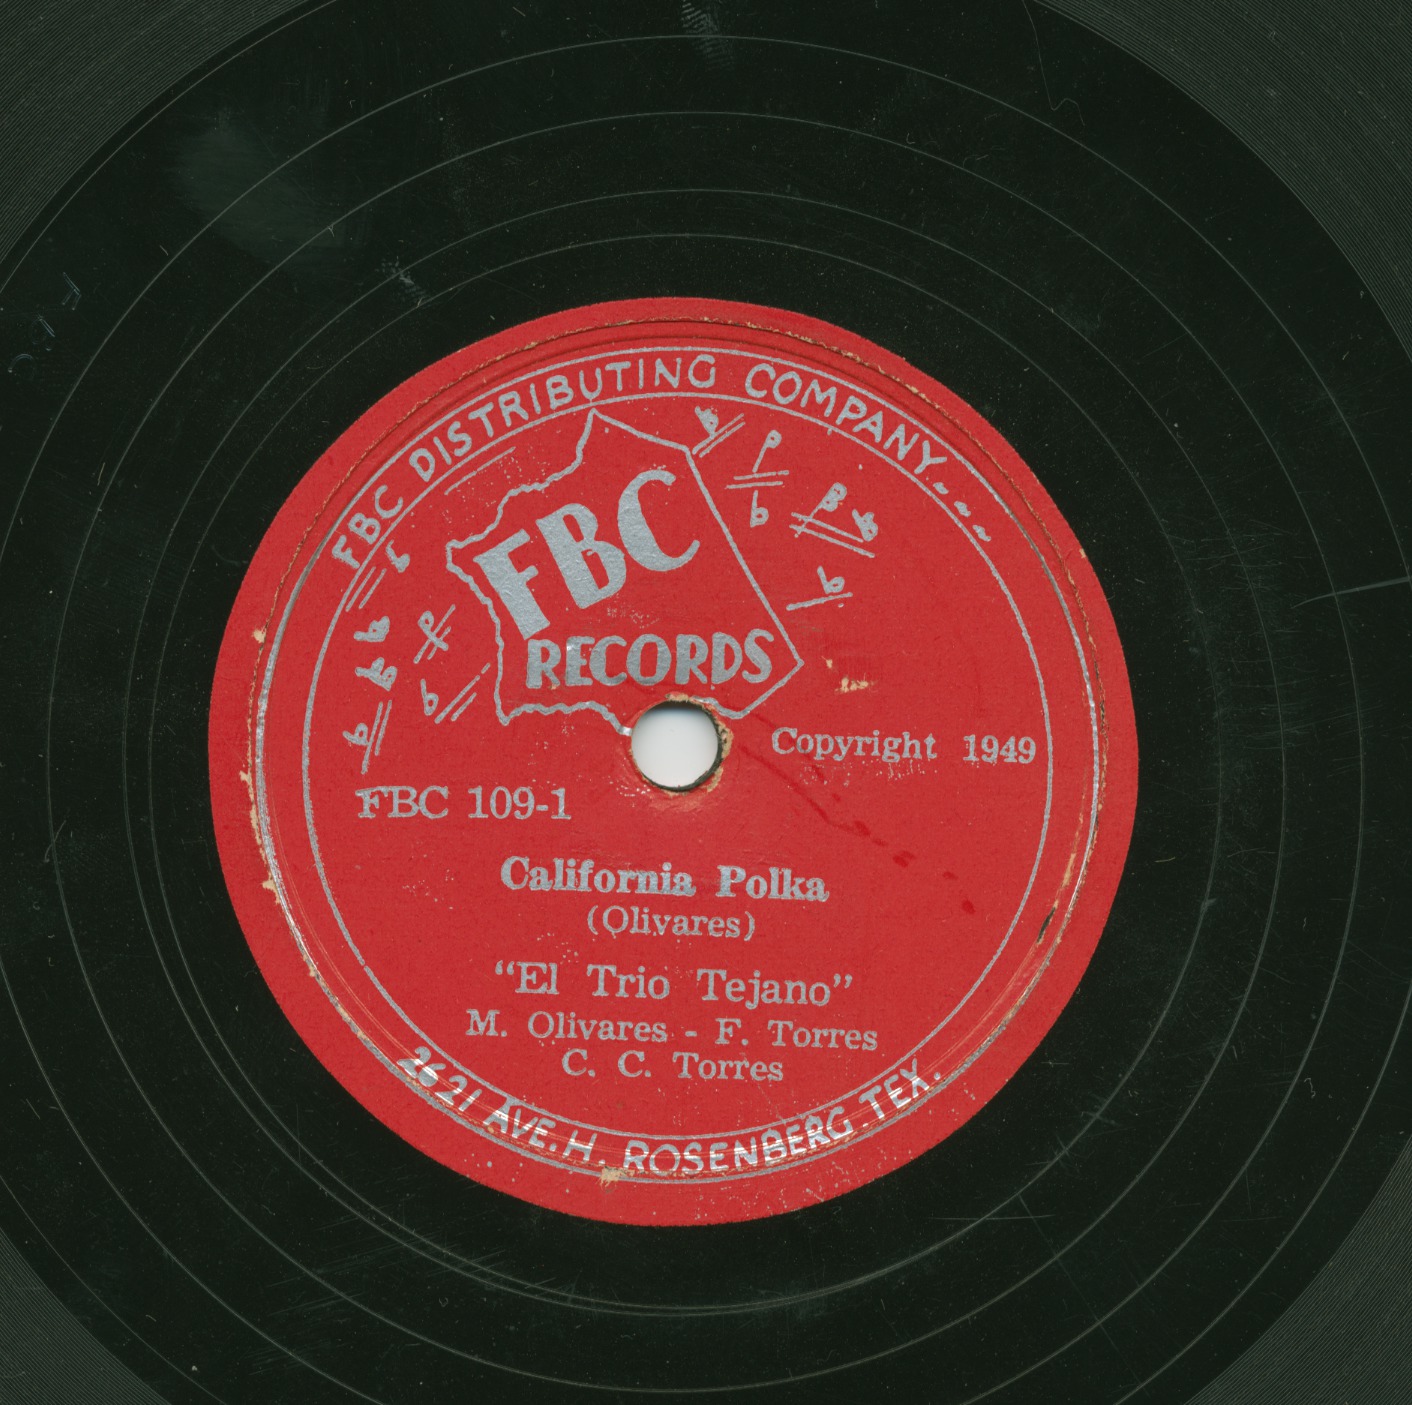 FBC DISTRIBUTING COMPANY....
FBC
RECORDS
Copyright 1949
FBC 109-1
California Polka
(Olivares)
“El Trio Tejano”
M. Olivares - F. Torres
C. C. Torres
2621 AVE. H. ROSENBERG. TEX.